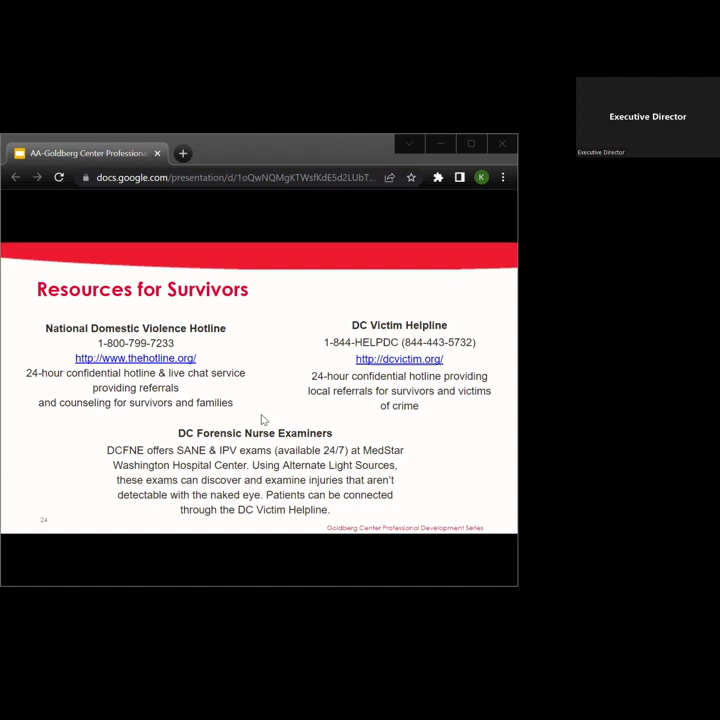 Executive Director
Executive Director
AA-Goldberg Center Professiona
docs.google.com/presentation/d/1oQwNQMgKTWsfKdE5d2LUbT...
K
Resources for Survivors
National Domestic Violence Hotline
1-800-799-7233
http://www.thehotline.org/
24-hour confidential hotline & live chat service
providing referrals
and counseling for survivors and families
DC Victim Helpline
1-844-HELPDC (844-443-5732)
http://dcvictim.org/
24-hour confidential hotline providing
local referrals for survivors and victims
of crime
DC Forensic Nurse Examiners
DCFNE offers SANE & IPV exams (available 24/7) at MedStar
Washington Hospital Center. Using Alternate Light Sources,
these exams can discover and examine injuries that aren't
detectable with the naked eye. Patients can be connected
through the DC Victim Helpline.
24
Goldberg Center Professional Development Series